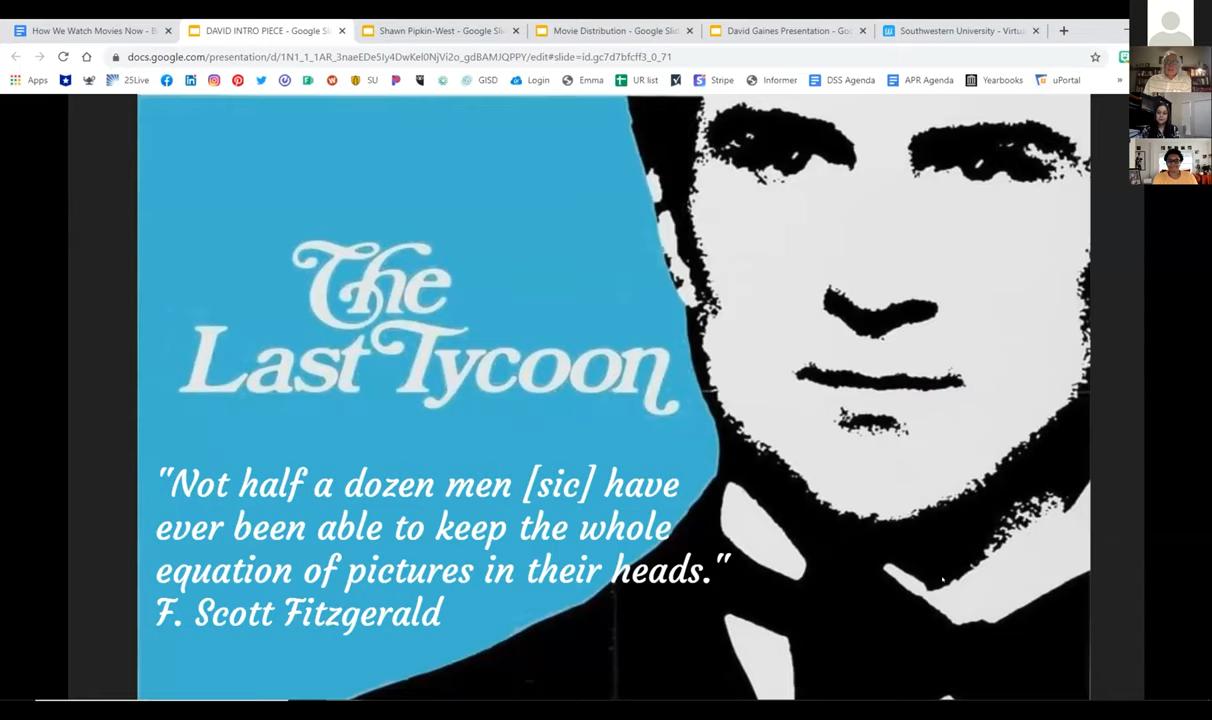 How We Watch Movies Now - B
DAVID INTRO PIECE - Google Sli
Shawn Pipkin-West - Google Sli
Movie Distribution - Google Slid
David Gaines Presentation - Goo
Southwestern University - Virtua
docs.google.com/presentation/d/1N1_1_1AR_3naeEDe5Iy4DwKel0NjVi2o_gdBAMJQPPY/edit#slide=id.gc7d7bfcff3_0_71
Apps 25Live SU GISD Login Emma UR list Stripe Informer DSS Agenda APR Agenda Yearbooks uPortal »
The
Last Tycoon
"Not half a dozen men [sic] have
ever been able to keep the whole
equation of pictures in their heads."
F. Scott Fitzgerald